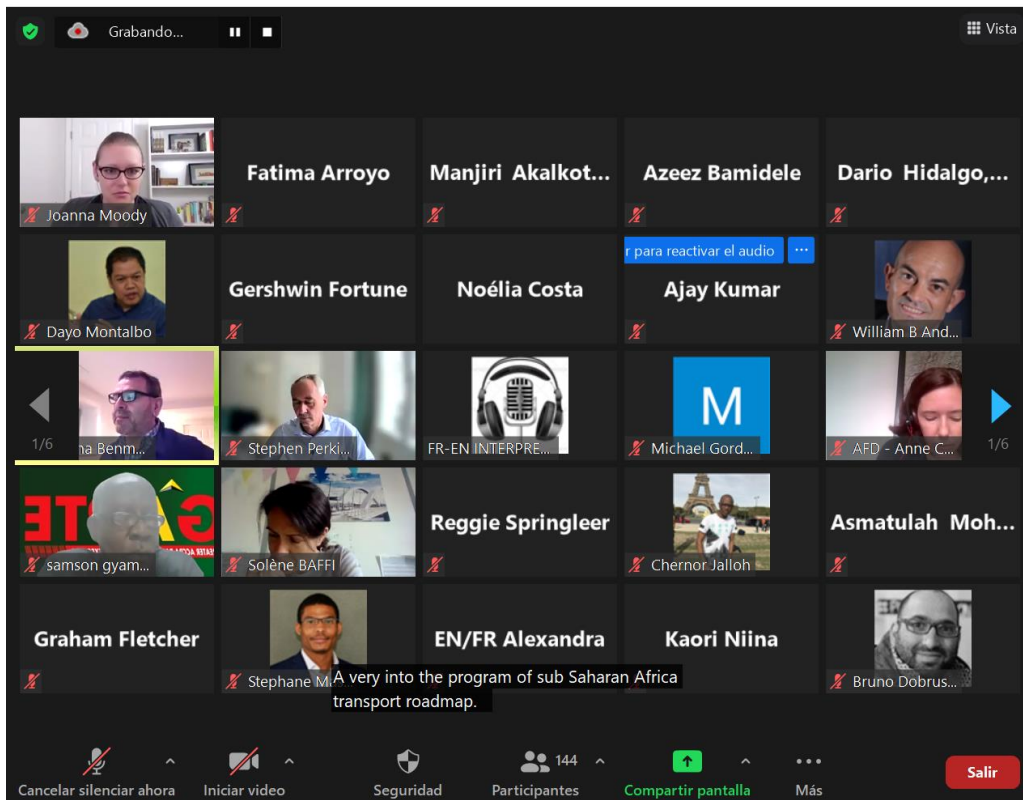 Grabando...
Vista
Joanna Moody
Fatima Arroyo
Manjiri Akalkot...
Azeez Bamidele
Dario Hidalgo,...
Dayo Montalbo
Gershwin Fortune
Noélia Costa
r para reactivar el audio
...
Ajay Kumar
William B And...
1/6
na Benm...
Stephen Perki...
FR-EN INTERPRE...
M
Michael Gord...
AFD - Anne C...
1/6
samson gyam...
Solène BAFFI
Reggie Springleer
Chernor Jalloh
Asmatulah Moh...
Graham Fletcher
Stephane M
EN/FR Alexandra
Kaori Niina
Bruno Dobrus...
A very into the program of sub Saharan Africa
transport roadmap.
Cancelar silenciar ahora
Iniciar video
Seguridad
144
Participantes
Compartir pantalla
Más
Salir